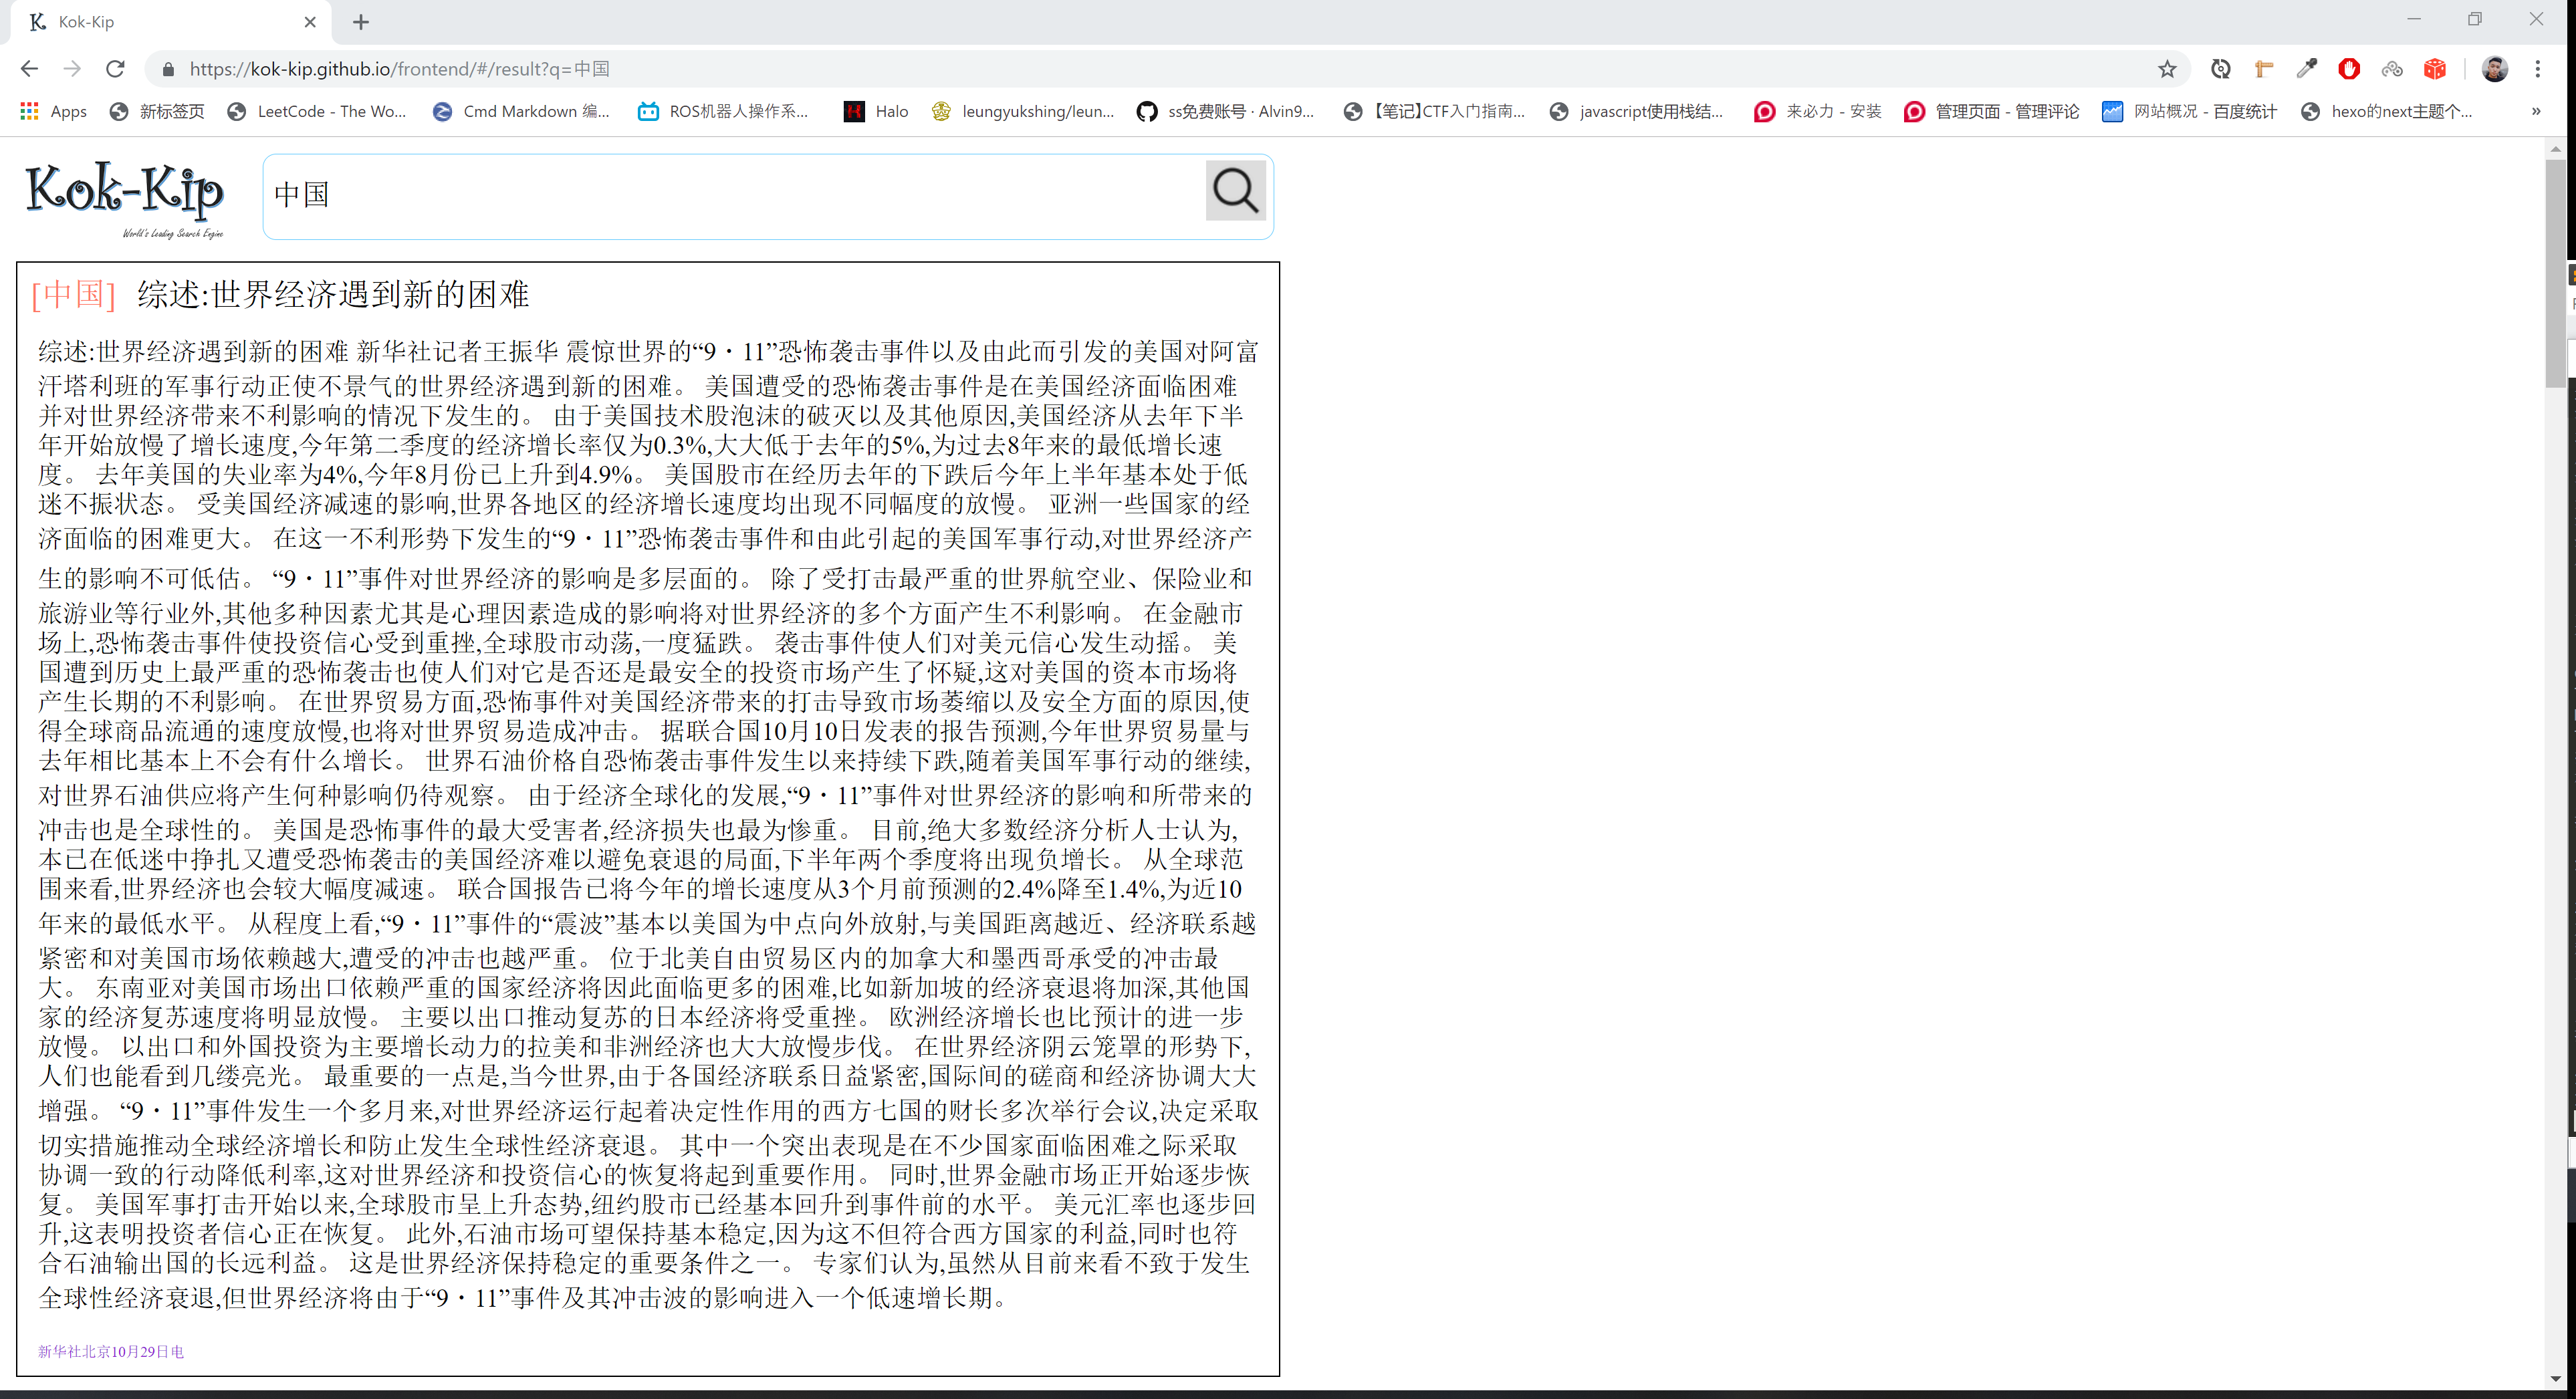 Kok-Kip
https://kok-kip.github.io/frontend/#/result?q=中国
Apps 新标签页 LeetCode - The Wo... Cmd Markdown 编... ROS机器人操作系... Halo leungyukshing/leun... ss免费账号 · Alvin9... 【笔记】CTF入门指南... javascript使用栈结... 来必力 - 安装 管理页面 - 管理评论 网站概况 - 百度统计 hexo的next主题个... »
Kok-Kip
World's Leading Search Engine
中国
[中国] 综述:世界经济遇到新的困难
综述:世界经济遇到新的困难 新华社记者王振华 震惊世界的“9・11”恐怖袭击事件以及由此而引发的美国对阿富
汗塔利班的军事行动正使不景气的世界经济遇到新的困难。 美国遭受的恐怖袭击事件是在美国经济面临困难
并对世界经济带来不利影响的情况下发生的。 由于美国技术股泡沫的破灭以及其他原因,美国经济从去年下半
年开始放慢了增长速度,今年第二季度的经济增长率仅为0.3%,大大低于去年的5%,为过去8年来的最低增长速
度。 去年美国的失业率为4%,今年8月份已上升到4.9%。 美国股市在经历去年的下跌后今年上半年基本处于低
迷不振状态。 受美国经济减速的影响,世界各地区的经济增长速度均出现不同幅度的放慢。 亚洲一些国家的经
济面临的困难更大。 在这一不利形势下发生的“9・11”恐怖袭击事件和由此引起的美国军事行动,对世界经济产
生的影响不可低估。 “9・11”事件对世界经济的影响是多层面的。 除了受打击最严重的世界航空业、保险业和
旅游业等行业外,其他多种因素尤其是心理因素造成的影响将对世界经济的多个方面产生不利影响。 在金融市
场上,恐怖袭击事件使投资信心受到重挫,全球股市动荡,一度猛跌。 袭击事件使人们对美元信心发生动摇。 美
国遭到历史上最严重的恐怖袭击也使人们对它是否还是最安全的投资市场产生了怀疑,这对美国的资本市场将
产生长期的不利影响。 在世界贸易方面,恐怖事件对美国经济带来的打击导致市场萎缩以及安全方面的原因,使
得全球商品流通的速度放慢,也将对世界贸易造成冲击。 据联合国10月10日发表的报告预测,今年世界贸易量与
去年相比基本上不会有什么增长。 世界石油价格自恐怖袭击事件发生以来持续下跌,随着美国军事行动的继续,
对世界石油供应将产生何种影响仍待观察。 由于经济全球化的发展,“9・11”事件对世界经济的影响和所带来的
冲击也是全球性的。 美国是恐怖事件的最大受害者,经济损失也最为惨重。 目前,绝大多数经济分析人士认为,
本已在低迷中挣扎又遭受恐怖袭击的美国经济难以避免衰退的局面,下半年两个季度将出现负增长。 从全球范
围来看,世界经济也会较大幅度减速。 联合国报告已将今年的增长速度从3个月前预测的2.4%降至1.4%,为近10
年来的最低水平。 从程度上看,“9・11”事件的“震波”基本以美国为中点向外放射,与美国距离越近、经济联系越
紧密和对美国市场依赖越大,遭受的冲击也越严重。 位于北美自由贸易区内的加拿大和墨西哥承受的冲击最
大。 东南亚对美国市场出口依赖严重的国家经济将因此面临更多的困难,比如新加坡的经济衰退将加深,其他国
家的经济复苏速度将明显放慢。 主要以出口推动复苏的日本经济将受重挫。 欧洲经济增长也比预计的进一步
放慢。 以出口和外国投资为主要增长动力的拉美和非洲经济也大大放慢步伐。 在世界经济阴云笼罩的形势下,
人们也能看到几缕亮光。 最重要的一点是,当今世界,由于各国经济联系日益紧密,国际间的磋商和经济协调大大
增强。 “9・11”事件发生一个多月来,对世界经济运行起着决定性作用的西方七国的财长多次举行会议,决定采取
切实措施推动全球经济增长和防止发生全球性经济衰退。 其中一个突出表现是在不少国家面临困难之际采取
协调一致的行动降低利率,这对世界经济和投资信心的恢复将起到重要作用。 同时,世界金融市场正开始逐步恢
复。 美国军事打击开始以来,全球股市呈上升态势,纽约股市已经基本回升到事件前的水平。 美元汇率也逐步回
升,这表明投资者信心正在恢复。 此外,石油市场可望保持基本稳定,因为这不但符合西方国家的利益,同时也符
合石油输出国的长远利益。 这是世界经济保持稳定的重要条件之一。 专家们认为,虽然从目前来看不致于发生
全球性经济衰退,但世界经济将由于“9・11”事件及其冲击波的影响进入一个低速增长期。
新华社北京10月29日电